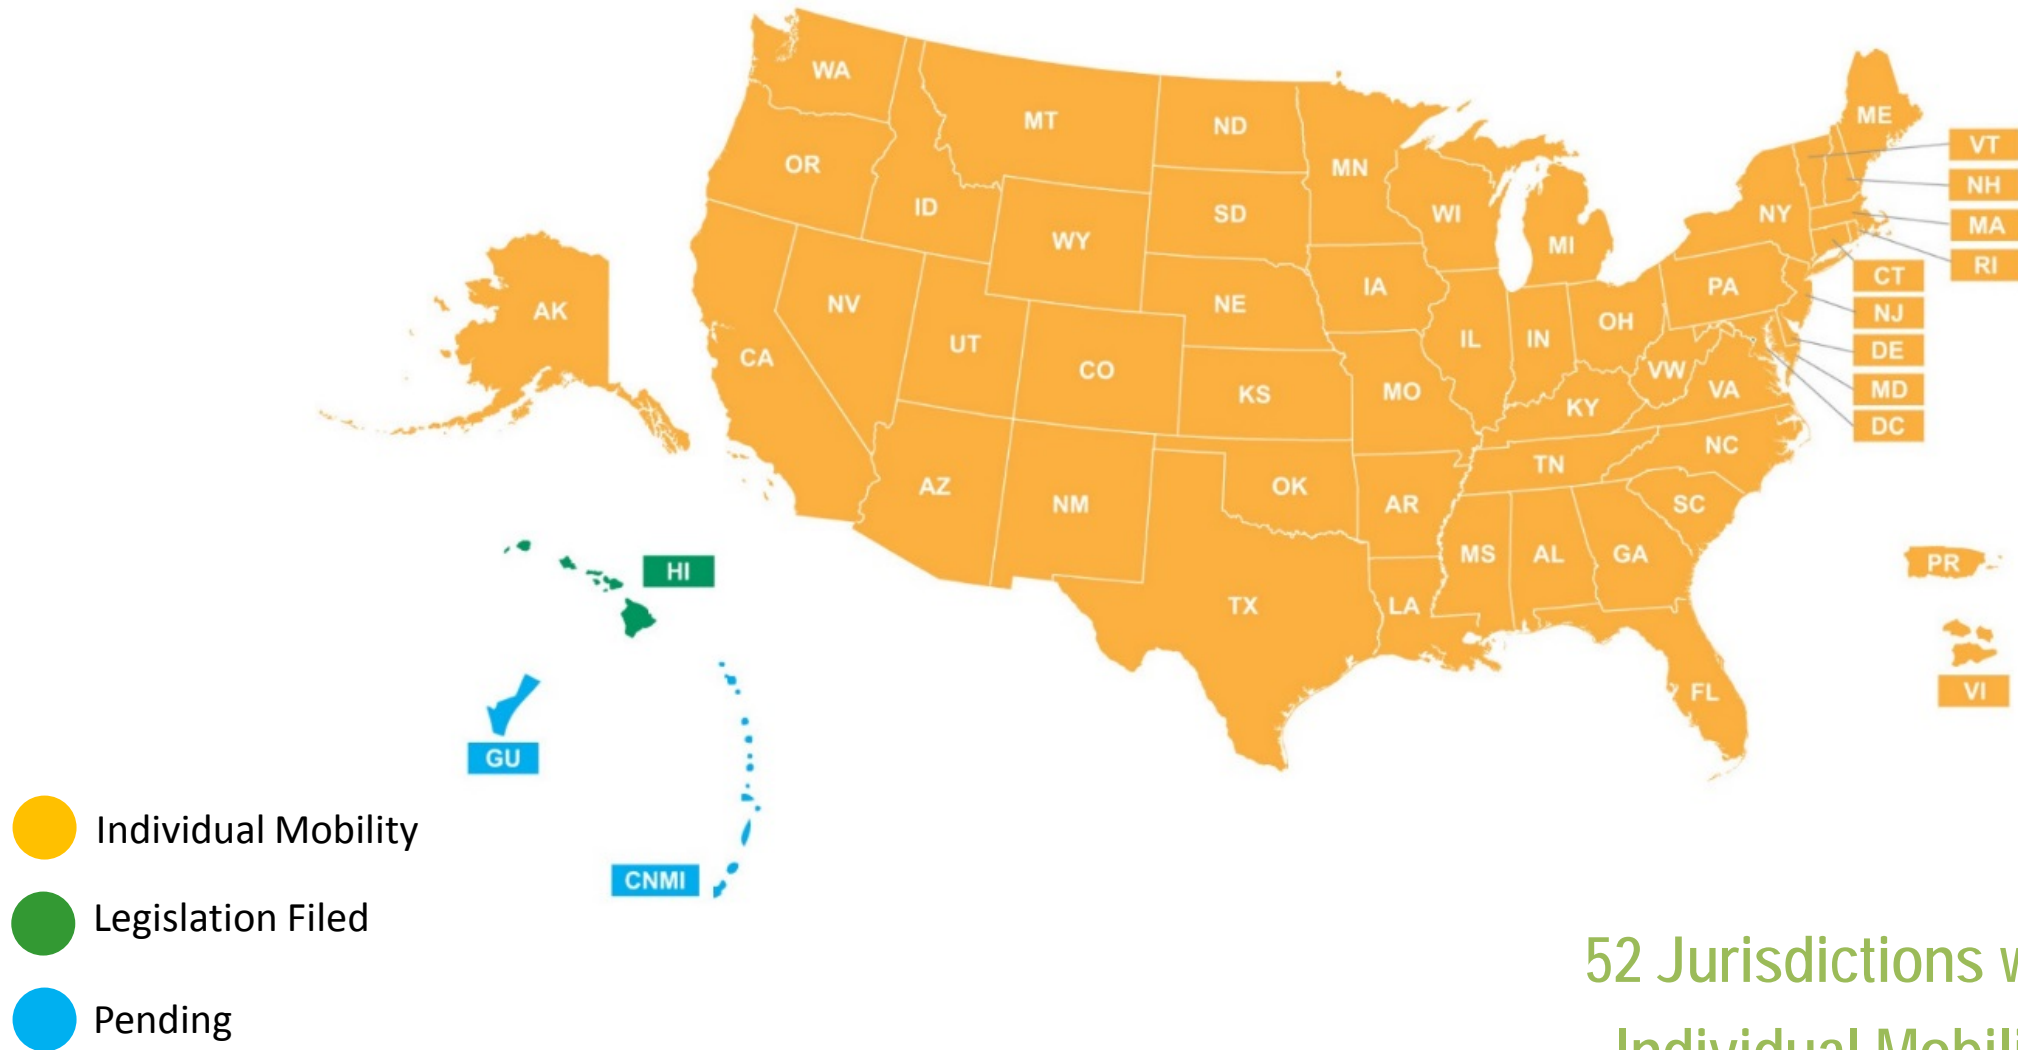 WA
MT
ND
MN
ME
VT
OR
ID
SD
WI
MI
NY
NH
WY
MA
RI
AK
NV
UT
NE
IA
PA
CT
NJ
CA
CO
KS
MO
IL
IN
OH
VW
VA
DE
MD
DC
KY
NC
TN
AZ
NM
OK
AR
SC
MS
AL
GA
HI
TX
LA
FL
PR
VI
GU
CNMI
Individual Mobility
Legislation Filed
Pending
52 Jurisdictions
Individual